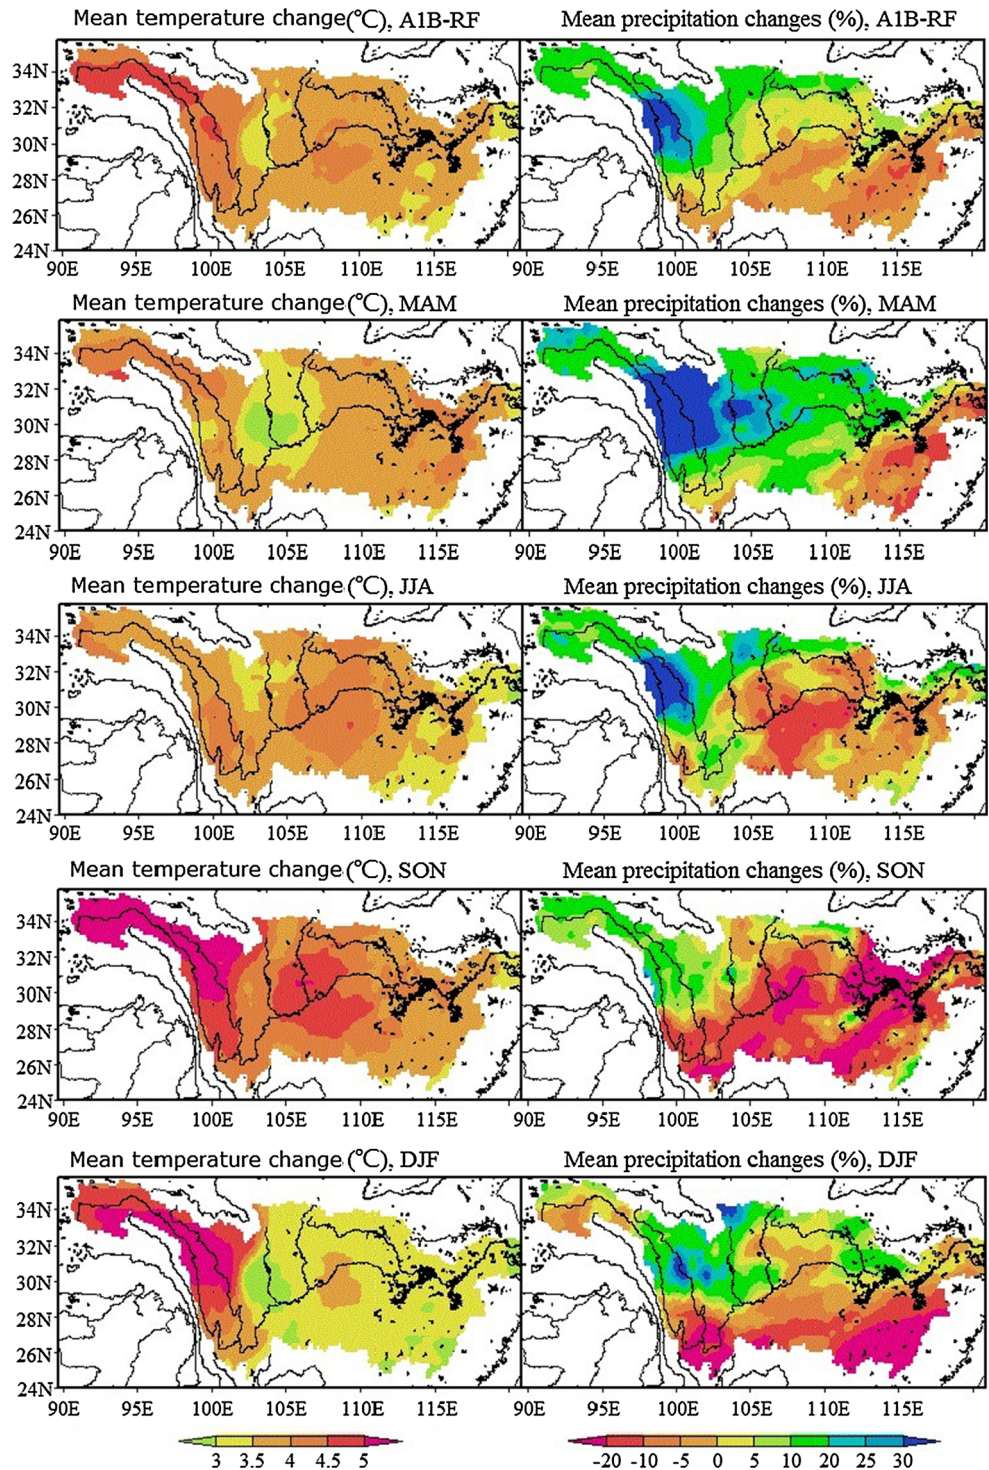 Mean temperature change(°C), A1B-RF
Mean precipitation changes (%), A1B-RF
34N
32N
30N
28N
26N
24N
90E 95E 100E 105E 110E 115E
90E 95E 100E 105E 110E 115E
Mean temperature change(°C), MAM
Mean precipitation changes (%), MAM
34N
32N
30N
28N
26N
24N
90E 95E 100E 105E 110E 115E
90E 95E 100E 105E 110E 115E
Mean temperature change (°C), JJA
Mean precipitation changes (%), JJA
34N
32N
30N
28N
26N
24N
90E 95E 100E 105E 110E 115E
90E 95E 100E 105E 110E 115E
Mean temperature change (°C), SON
Mean precipitation changes (%), SON
34N
32N
30N
28N
26N
24N
90E 95E 100E 105E 110E 115E
90E 95E 100E 105E 110E 115E
Mean temperature change (°C), DJF
Mean precipitation changes (%), DJF
34N
32N
30N
28N
26N
24N
90E 95E 100E 105E 110E 115E
90E 95E 100E 105E 110E 115E
3 3.5 4 4.5 5
-20 -10 -5 0 5 10 20 25 30